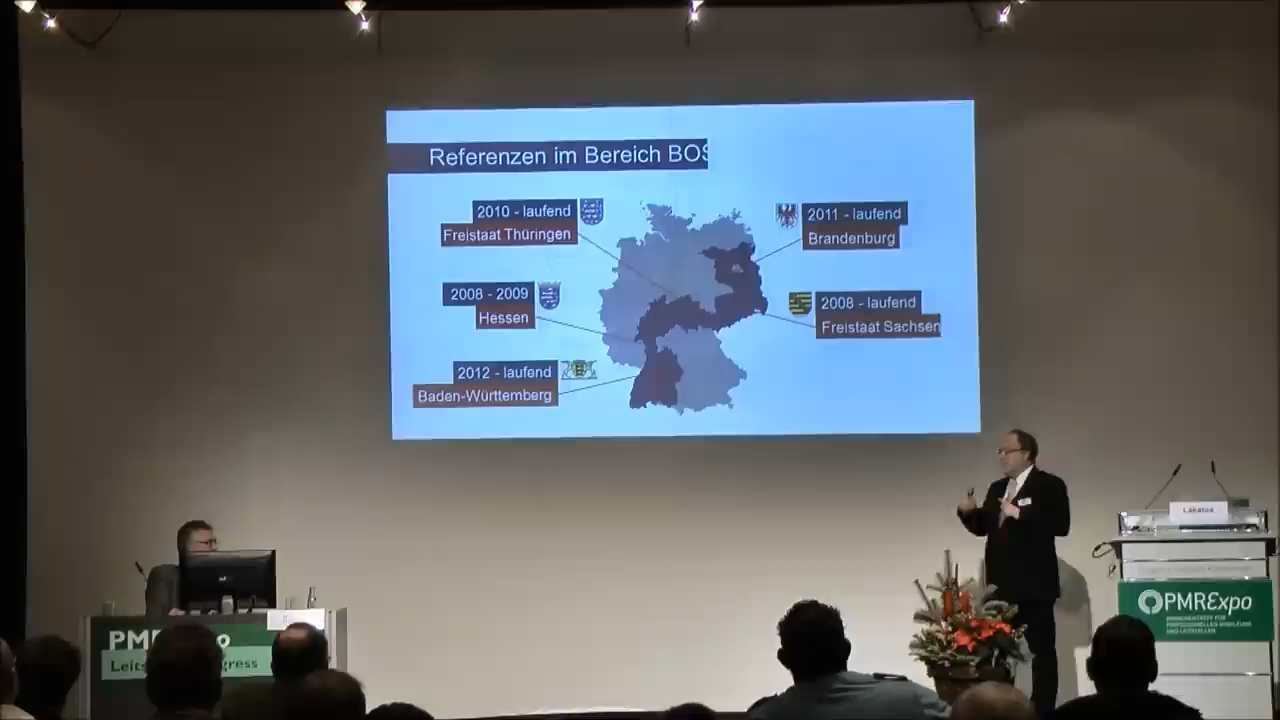 Referenzen im Bereich BOS
2010 - laufend
Freistaat Thüringen
2011 - laufend
Brandenburg
2008 - 2009
Hessen
2008 - laufend
Freistaat Sachsen
2012 - laufend
Baden-Württemberg
Lakatos
PMRExpo